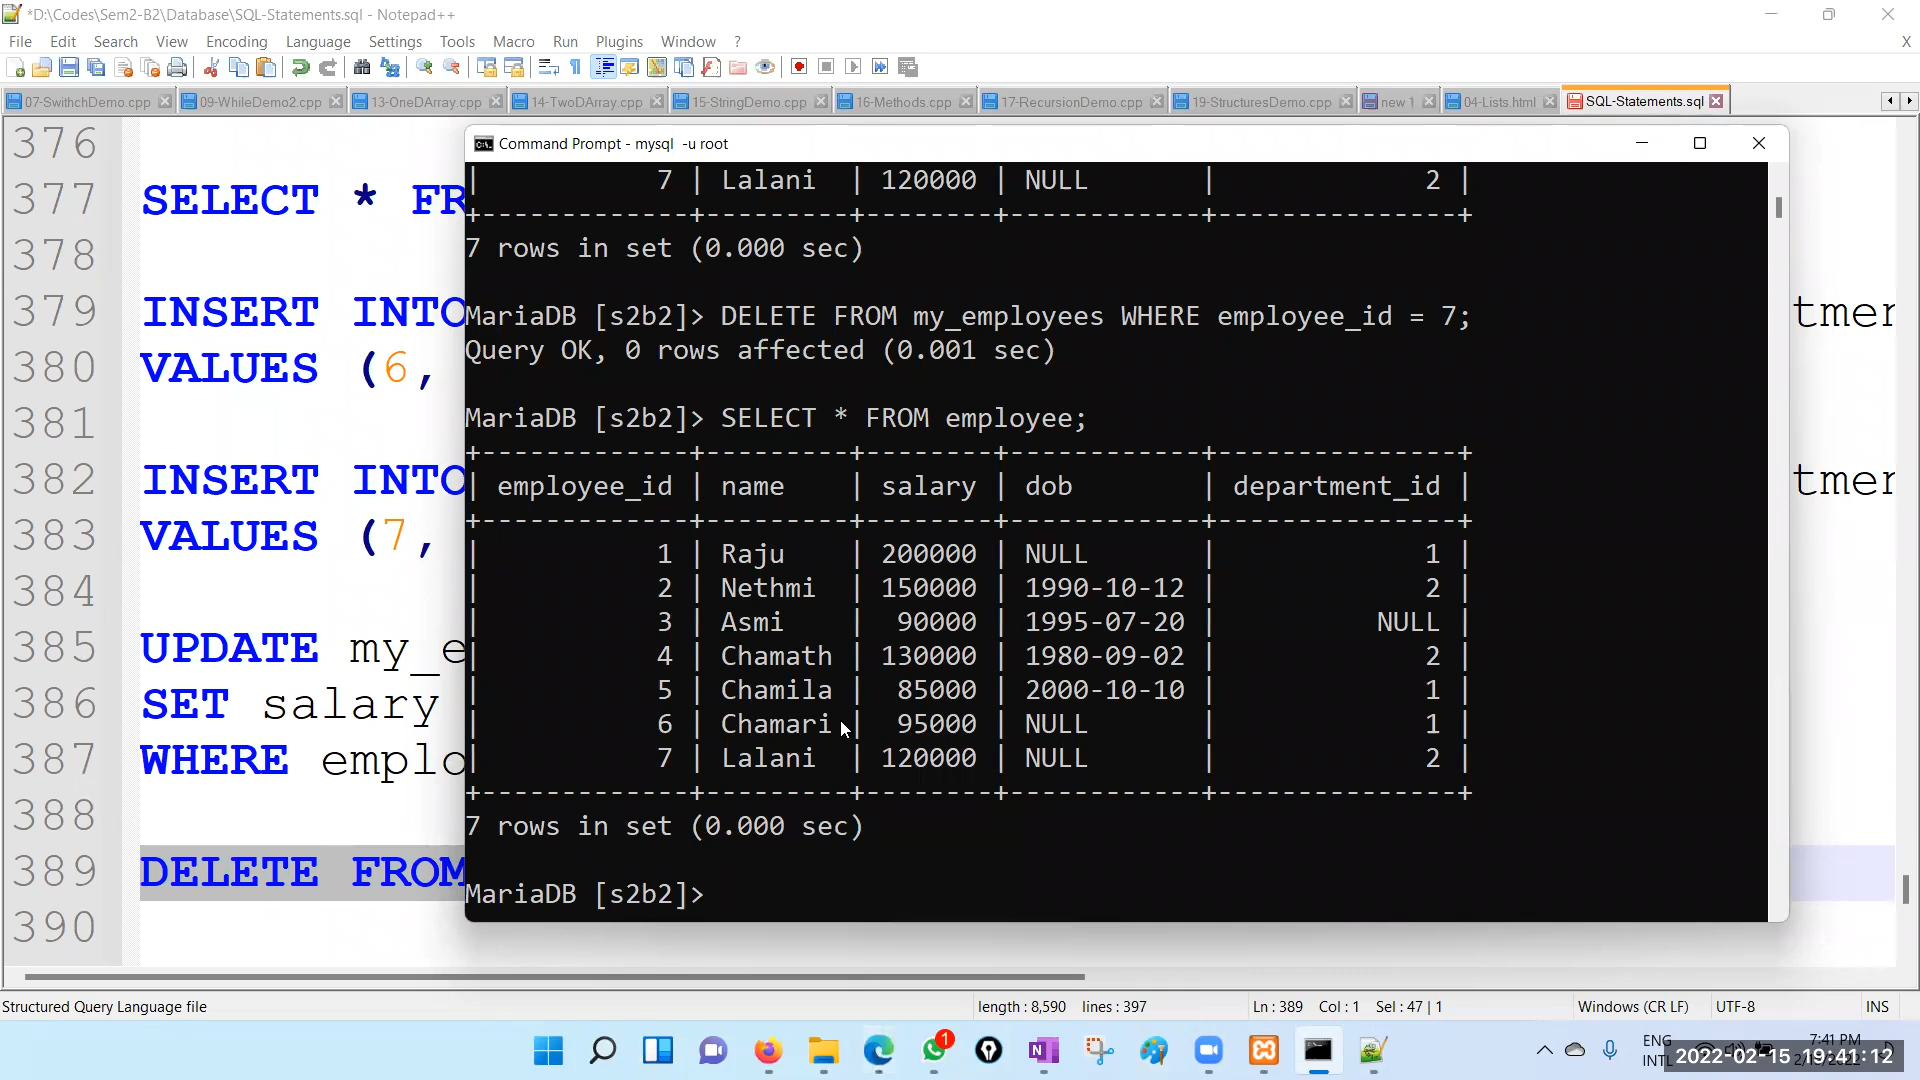 *D:\Codes\Sem2-B2\Database\SQL-Statements.sql - Notepad++
File Edit Search View Encoding Language Settings Tools Macro Run Plugins Window ? X
07-SwithchDemo.cpp 09-WhileDemo2.cpp 13-OneDArray.cpp 14-TwoDArray.cpp 15-StringDemo.cpp 16-Methods.cpp 17-RecursionDemo.cpp 19-StructuresDemo.cpp new 1 04-Lists.html SQL-Statements.sql
376
377 SELECT * FR
378
379 INSERT INTO tmen
380 VALUES (6,
381
382 INSERT INTO tmen
383 VALUES (7,
384
385 UPDATE my_e
386 SET salary
387 WHERE emplo
388
389 DELETE FROM
390
Command Prompt - mysql -u root
| 7 | Lalani | 120000 | NULL | 2 |
+-------------+---------+--------+------------+---------------+
7 rows in set (0.000 sec)
MariaDB [s2b2]> DELETE FROM my_employees WHERE employee_id = 7;
Query OK, 0 rows affected (0.001 sec)
MariaDB [s2b2]> SELECT * FROM employee;
+-------------+---------+--------+------------+---------------+
| employee_id | name | salary | dob | department_id |
+-------------+---------+--------+------------+---------------+
| 1 | Raju | 200000 | NULL | 1 |
| 2 | Nethmi | 150000 | 1990-10-12 | 2 |
| 3 | Asmi | 90000 | 1995-07-20 | NULL |
| 4 | Chamath | 130000 | 1980-09-02 | 2 |
| 5 | Chamila | 85000 | 2000-10-10 | 1 |
| 6 | Chamari | 95000 | NULL | 1 |
| 7 | Lalani | 120000 | NULL | 2 |
+-------------+---------+--------+------------+---------------+
7 rows in set (0.000 sec)
MariaDB [s2b2]>
Structured Query Language file length : 8,590 lines : 397 Ln : 389 Col : 1 Sel : 47 | 1 Windows (CR LF) UTF-8 INS
1
ENG
INTL
7:41 PM
2022-02-15 19:41:12